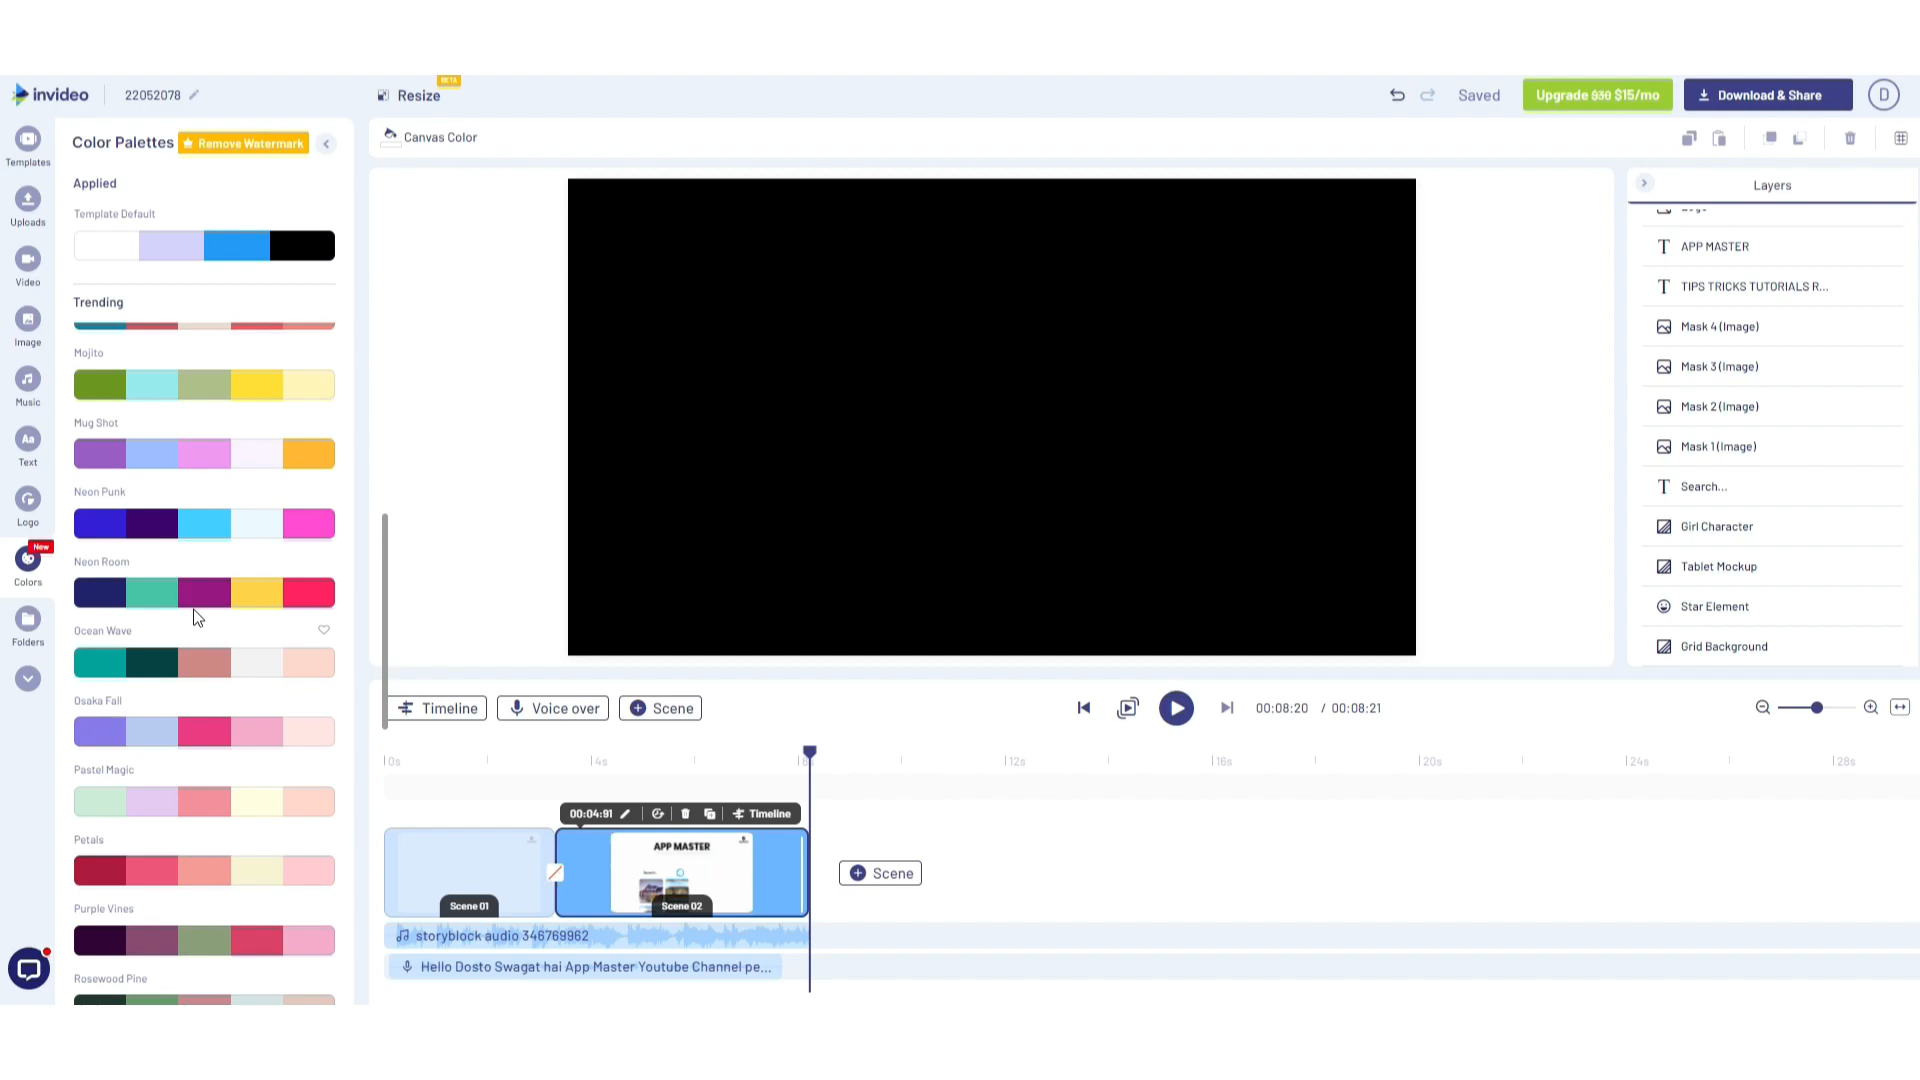 invideo
22052078
Resize
BETA
Saved
Upgrade $30 $15/mo
Download & Share
D
Templates
Uploads
Video
Image
Music
Text
Aa
Logo
New
Colors
Folders
Color Palettes
Remove Watermark
Applied
Template Default
Trending
Mojito
Mug Shot
Neon Punk
Neon Room
Ocean Wave
Osaka Fall
Pastel Magic
Petals
Purple Vines
Rosewood Pine
Canvas Color
Layers
APP MASTER
TIPS TRICKS TUTORIALS R...
Mask 4 (Image)
Mask 3 (Image)
Mask 2 (Image)
Mask 1 (Image)
Search...
Girl Character
Tablet Mockup
Star Element
Grid Background
Timeline
Voice over
Scene
00:08:20 / 00:08:21
0s 4s 12s 16s 20s 24s 28s
00:04:91
Timeline
APP MASTER
Scene 01
Scene 02
Scene
storyblock audio 346769962
Hello Dosto Swagat hai App Master Youtube Channel pe...